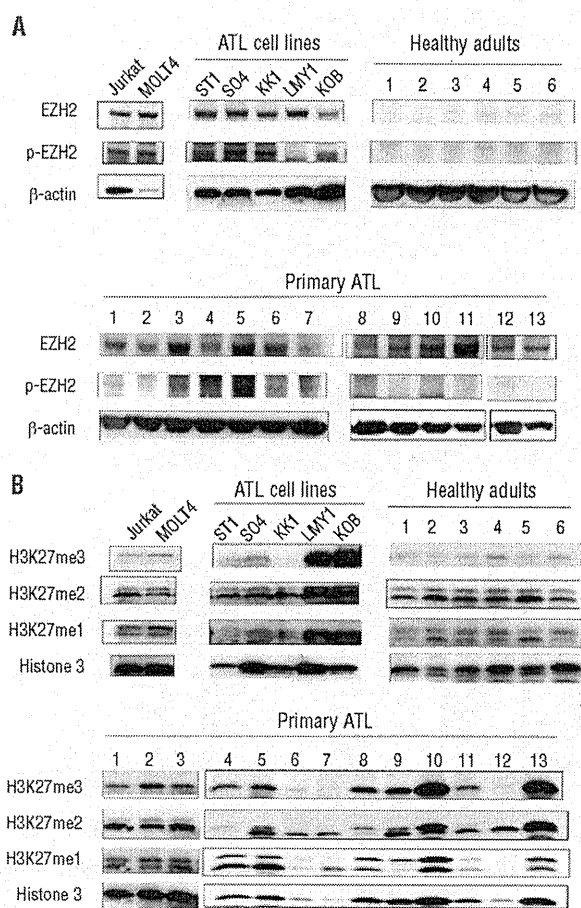 A
ATL cell lines
Healthy adults
Jurkat MOLT4 ST1 SO4 KK1 LMY1 KOB 1 2 3 4 5 6
EZH2
p-EZH2
β-actin
Primary ATL
1 2 3 4 5 6 7 8 9 10 11 12 13
EZH2
p-EZH2
β-actin
B
ATL cell lines
Healthy adults
Jurkat MOLT4 ST1 SO4 KK1 LMY1 KOB 1 2 3 4 5 6
H3K27me3
H3K27me2
H3K27me1
Histone 3
Primary ATL
1 2 3 4 5 6 7 8 9 10 11 12 13
H3K27me3
H3K27me2
H3K27me1
Histone 3